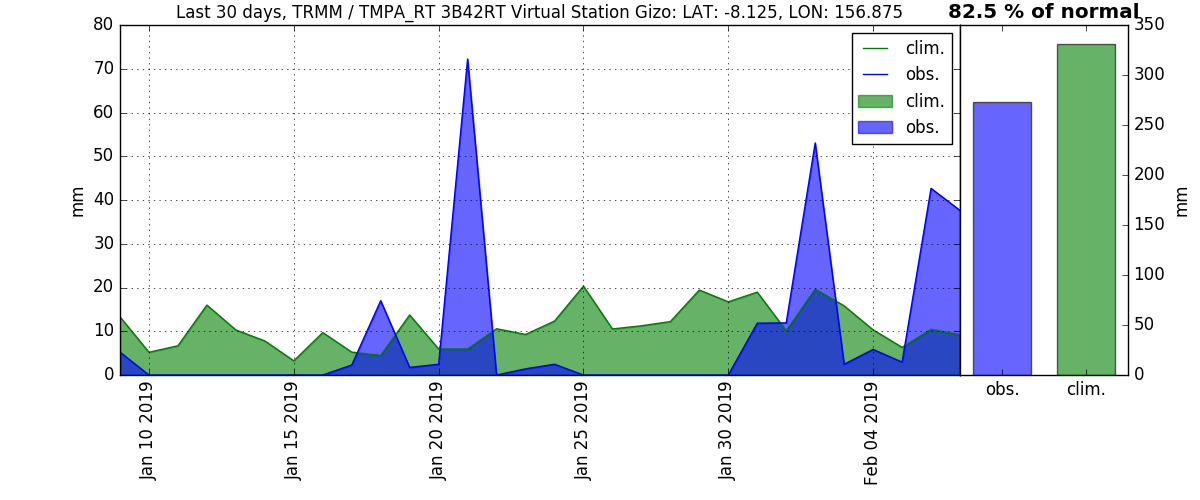 Last 30 days, TRMM / TMPA_RT 3B42RT Virtual Station Gizo: LAT: -8.125, LON: 156.875
82.5 % of normal
80
70
60
50
40
30
20
10
0
mm
clim.
obs.
clim.
obs.
Jan 10 2019
Jan 15 2019
Jan 20 2019
Jan 25 2019
Jan 30 2019
Feb 04 2019
350
300
250
200
150
100
50
0
mm
obs.
clim.